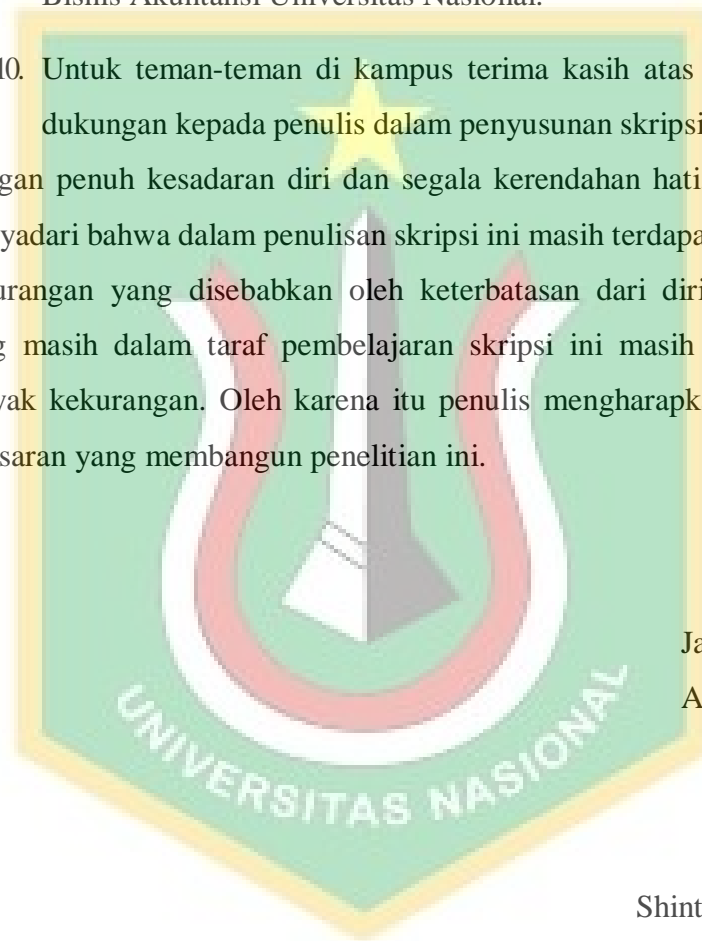 Bisnis Akuntansi Universitas Nasional.
10. Untuk teman-teman di kampus terima kasih atas
dukungan kepada penulis dalam penyusunan skripsi
gan penuh kesadaran diri dan segala kerendahan hati
yadari bahwa dalam penulisan skripsi ini masih terdapa
urangan yang disebabkan oleh keterbatasan dari diri
g masih dalam taraf pembelajaran skripsi ini masih
yak kekurangan. Oleh karena itu penulis mengharapk
saran yang membangun penelitian ini.
Ja
A
UNIVERSITAS NASIONAL
Shint